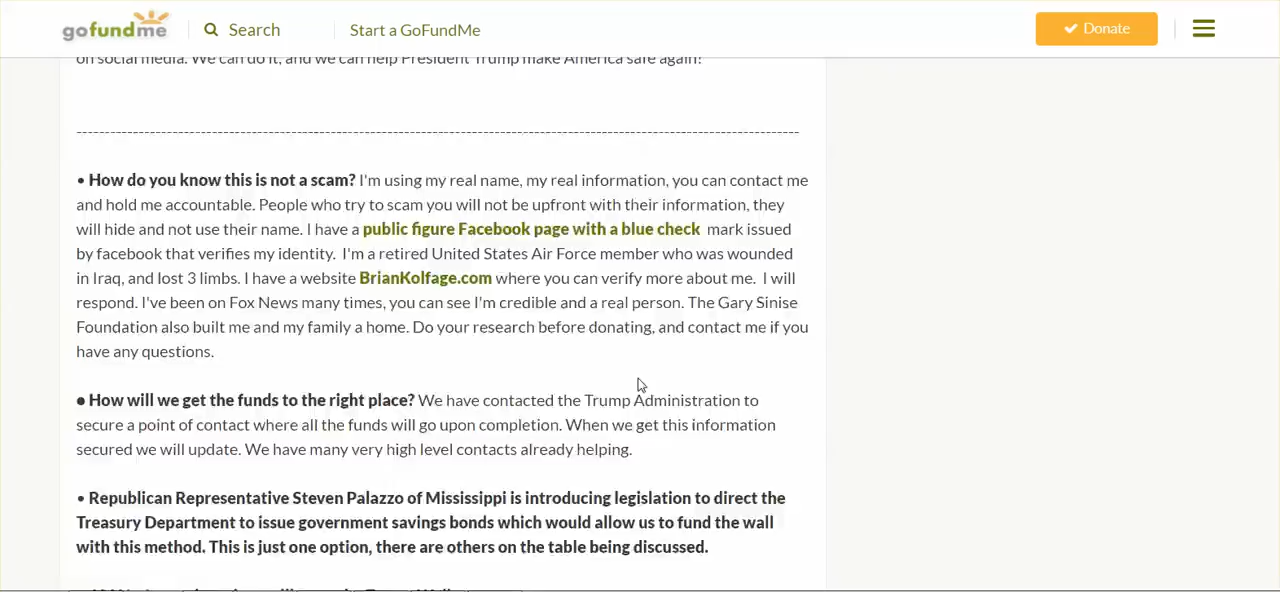 gofundme
Search
Start a GoFundMe
Donate
on social media. We can do it, and we can help President Trump make America safe again!
--------------------------------------------------------------------------------------------------------------------------------
• How do you know this is not a scam? I'm using my real name, my real information, you can contact me
and hold me accountable. People who try to scam you will not be upfront with their information, they
will hide and not use their name. I have a public figure Facebook page with a blue check mark issued
by facebook that verifies my identity. I'm a retired United States Air Force member who was wounded
in Iraq, and lost 3 limbs. I have a website BrianKolfage.com where you can verify more about me. I will
respond. I've been on Fox News many times, you can see I'm credible and a real person. The Gary Sinise
Foundation also built me and my family a home. Do your research before donating, and contact me if you
have any questions.
● How will we get the funds to the right place? We have contacted the Trump Administration to
secure a point of contact where all the funds will go upon completion. When we get this information
secured we will update. We have many very high level contacts already helping.
• Republican Representative Steven Palazzo of Mississippi is introducing legislation to direct the
Treasury Department to issue government savings bonds which would allow us to fund the wall
with this method. This is just one option, there are others on the table being discussed.